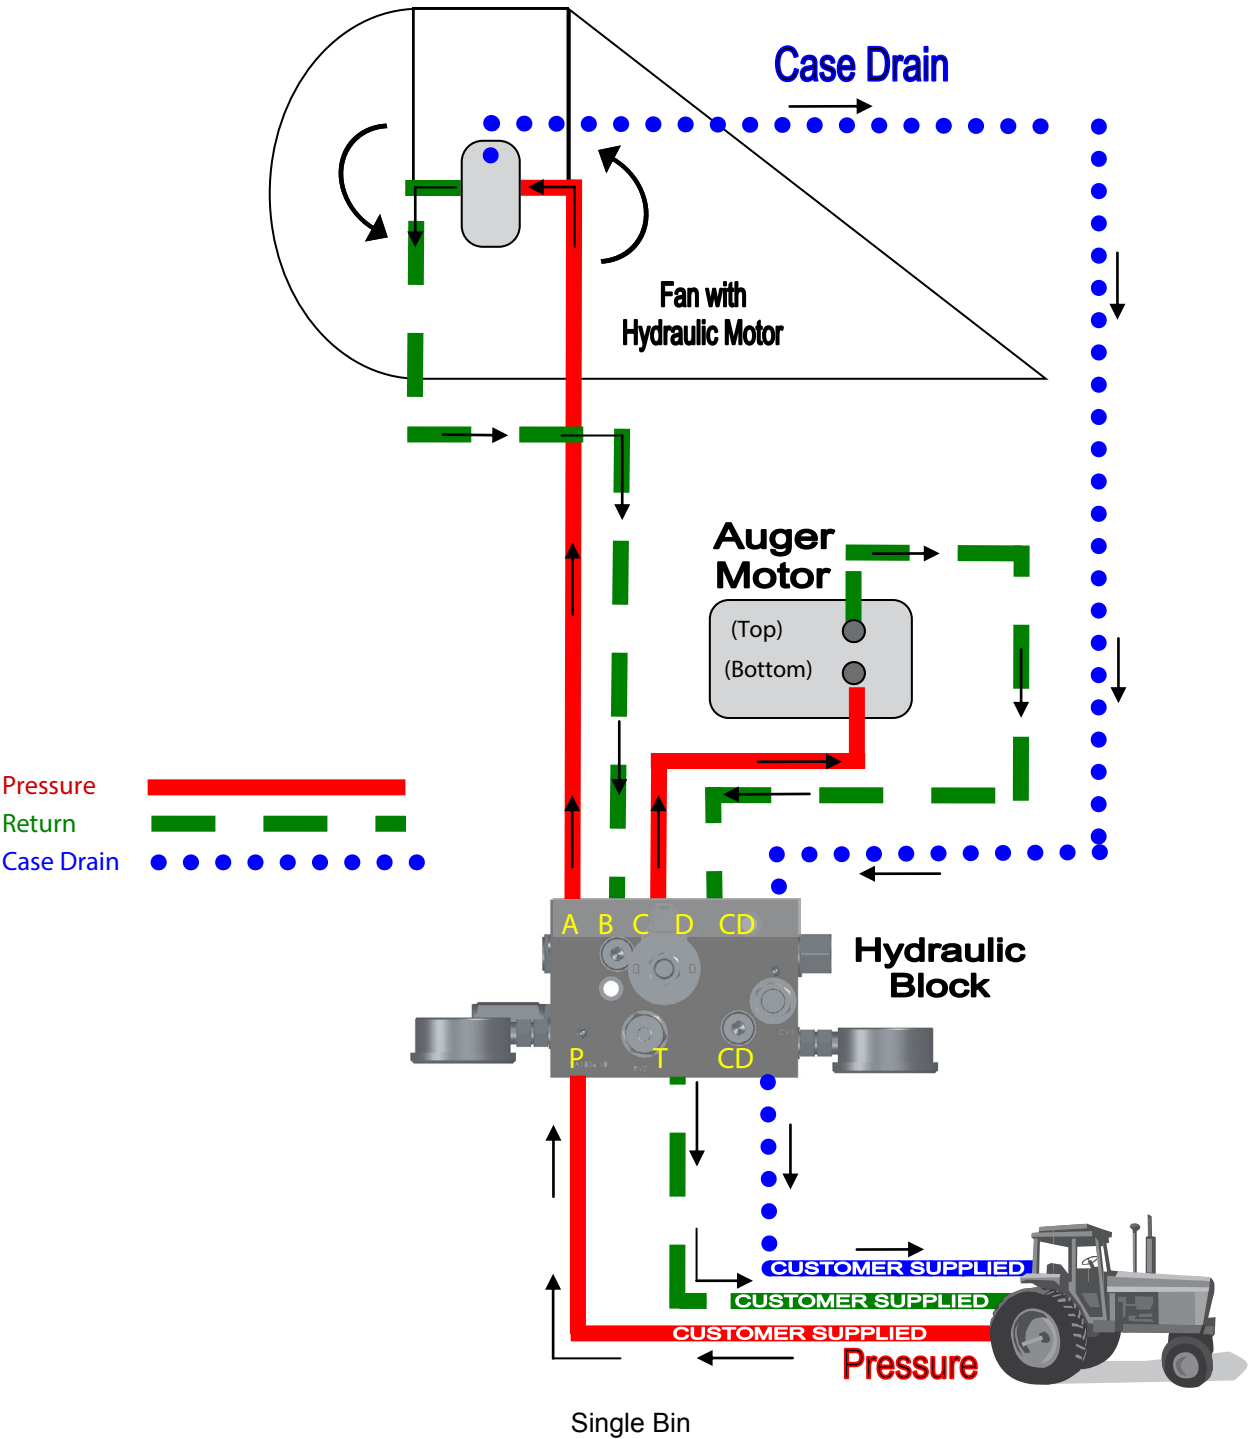 Case Drain
Fan with
Hydraulic Motor
Auger
Motor
(Top)
(Bottom)
Pressure
Return
Case Drain
A B C D CD
Hydraulic
Block
P T CD
CUSTOMER SUPPLIED
CUSTOMER SUPPLIED
CUSTOMER SUPPLIED
Pressure
Single Bin